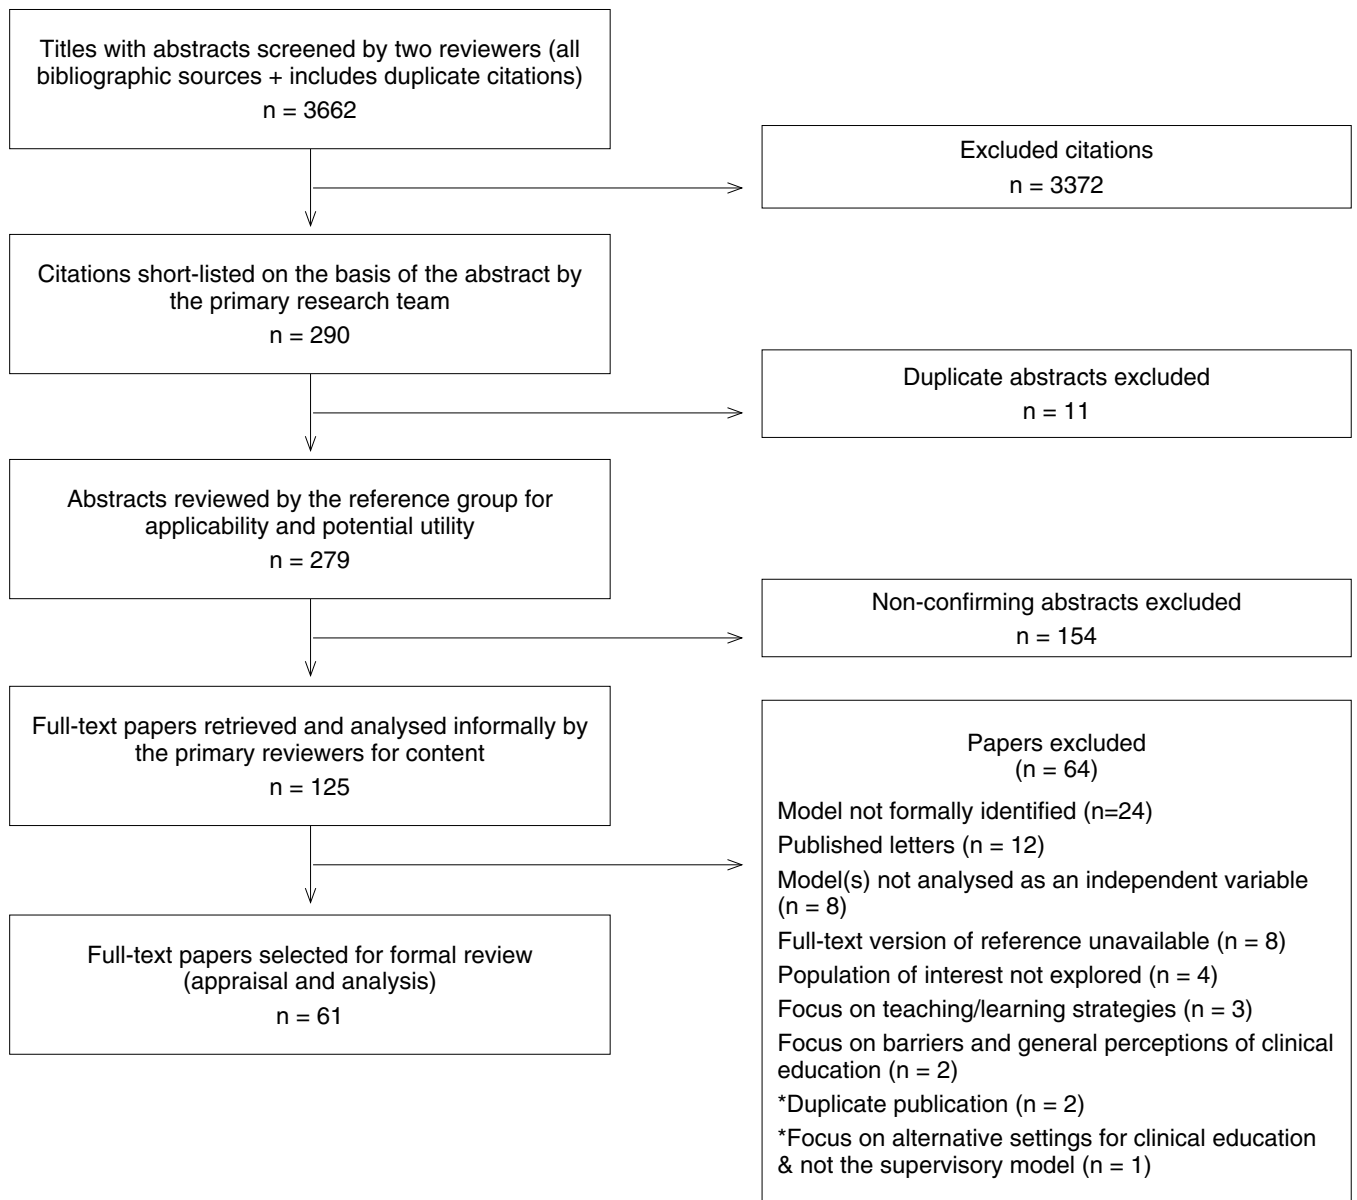 Titles with abstracts screened by two reviewers (all
bibliographic sources + includes duplicate citations)
n = 3662
Excluded citations
n = 3372
Citations short-listed on the basis of the abstract by
the primary research team
n = 290
Duplicate abstracts excluded
n = 11
Abstracts reviewed by the reference group for
applicability and potential utility
n = 279
Non-confirming abstracts excluded
n = 154
Full-text papers retrieved and analysed informally by
the primary reviewers for content
n = 125
Papers excluded
(n = 64)
Model not formally identified (n=24)
Published letters (n = 12)
Model(s) not analysed as an independent variable
(n = 8)
Full-text version of reference unavailable (n = 8)
Population of interest not explored (n = 4)
Focus on teaching/learning strategies (n = 3)
Focus on barriers and general perceptions of clinical
education (n = 2)
*Duplicate publication (n = 2)
*Focus on alternative settings for clinical education
& not the supervisory model (n = 1)
Full-text papers selected for formal review
(appraisal and analysis)
n = 61